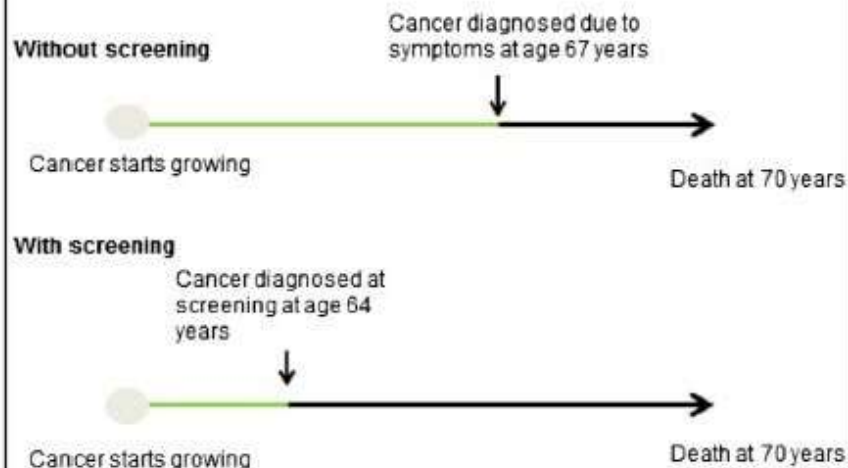 Cancer diagnosed due to
Without screening
symptoms at age 67 years
Cancer starts growing
Death at 70 years
With screening
Cancer diagnosed at
screening at age 64
years
Cancer starts growing
Death at 70 years